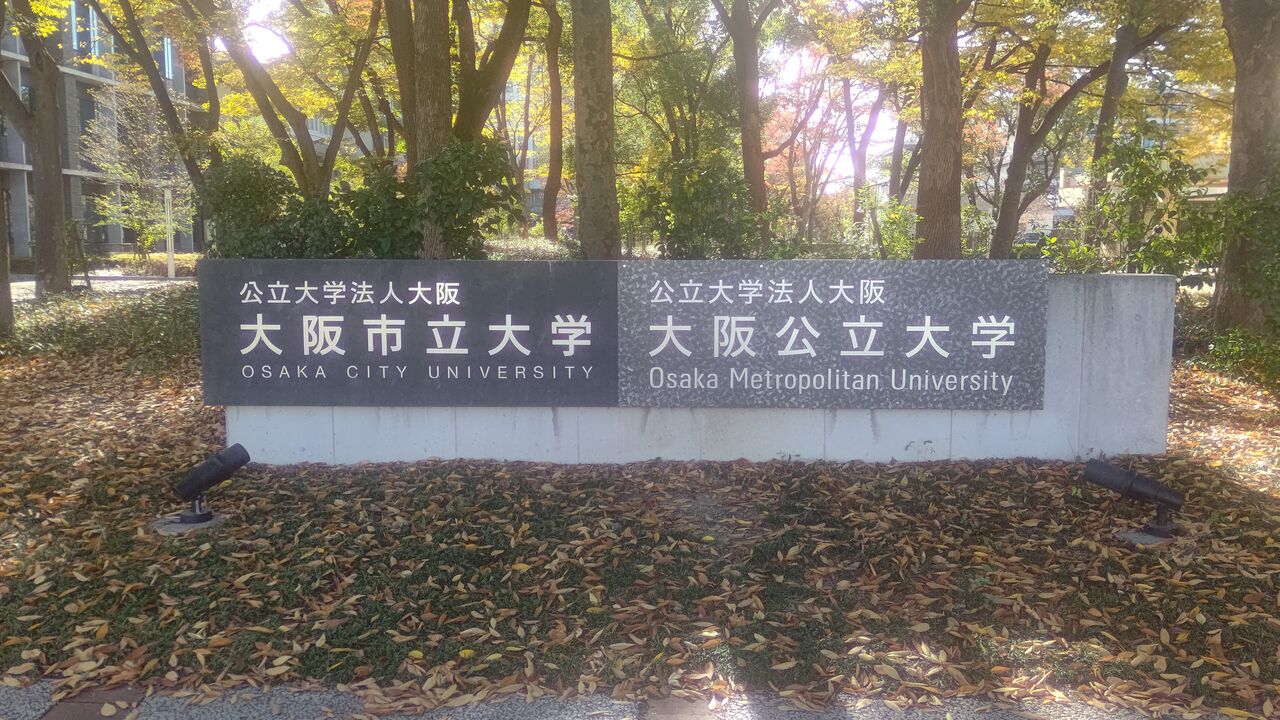 公立大学法人大阪
大阪市立大学
OSAKA CITY UNIVERSITY
公立大学法人大阪
大阪公立大学
Osaka Metropolitan University